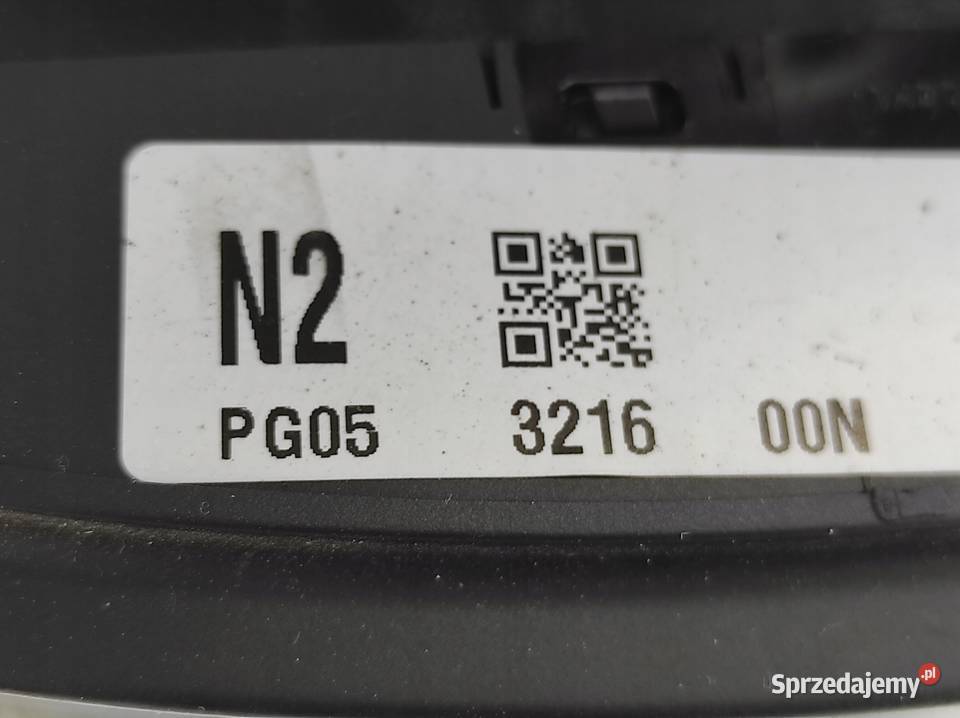 N2
PG05 3216 00N
Sprzedajemy.pl